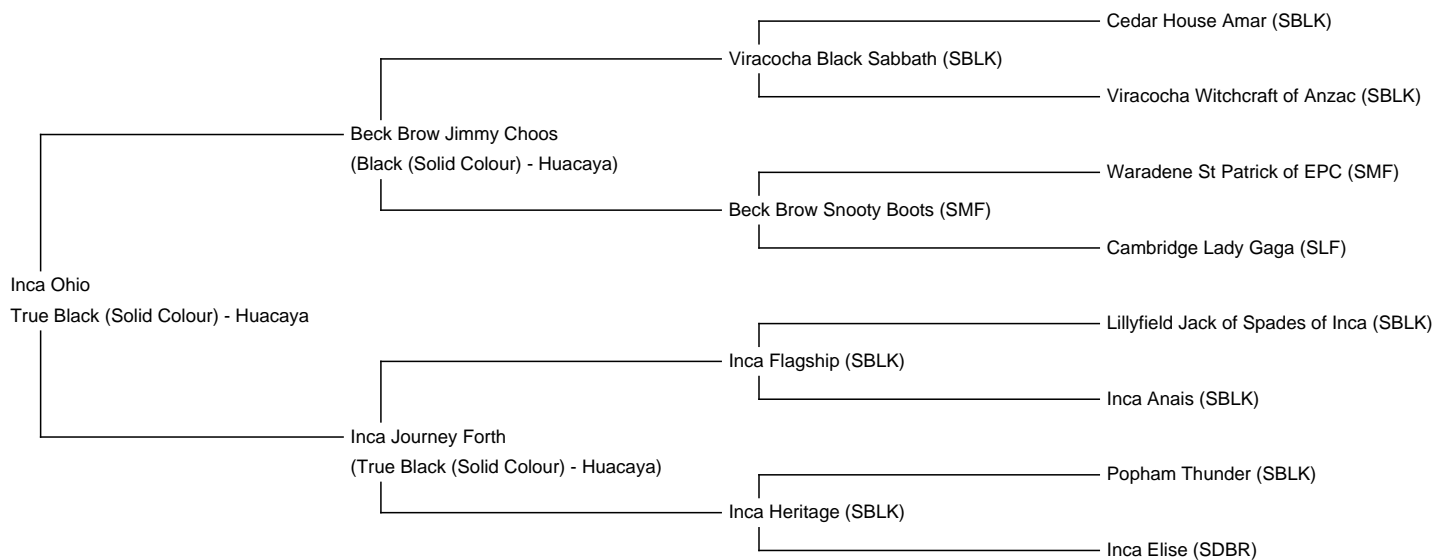 Cedar House Amar (SBLK)
Viracocha Black Sabbath (SBLK)
Viracocha Witchcraft of Anzac (SBLK)
Beck Brow Jimmy Choos
(Black (Solid Colour) - Huacaya)
Waradene St Patrick of EPC (SMF)
Beck Brow Snooty Boots (SMF)
Cambridge Lady Gaga (SLF)
Inca Ohio
True Black (Solid Colour) - Huacaya
Lillyfield Jack of Spades of Inca (SBLK)
Inca Flagship (SBLK)
Inca Anais (SBLK)
Inca Journey Forth
(True Black (Solid Colour) - Huacaya)
Popham Thunder (SBLK)
Inca Heritage (SBLK)
Inca Elise (SDBR)